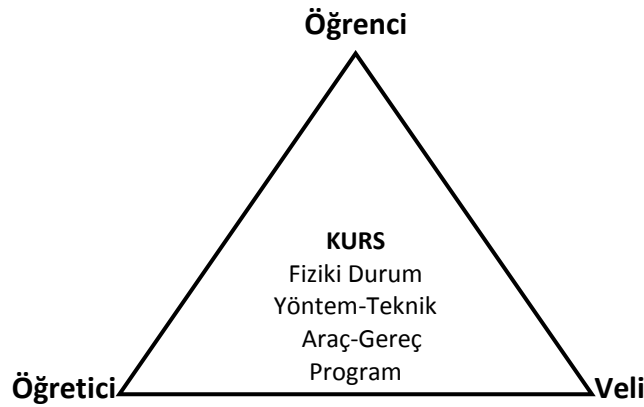 Öğrenci
KURS
Fiziki Durum
Yöntem-Teknik
Araç-Gereç
Program
Öğretici
Veli